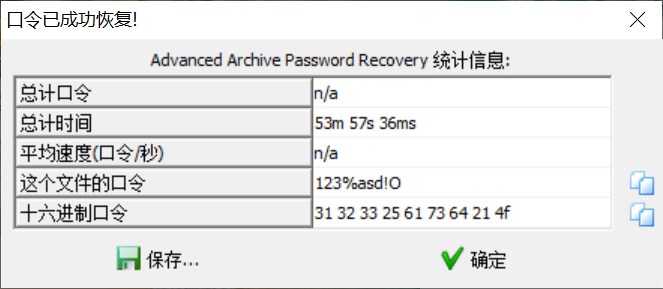 口令已成功恢复!
Advanced Archive Password Recovery 统计信息:
总计口令 n/a
总计时间 53m 57s 36ms
平均速度(口令/秒) n/a
这个文件的口令 123%asd!O
十六进制口令 31 32 33 25 61 73 64 21 4f
保存... 确定